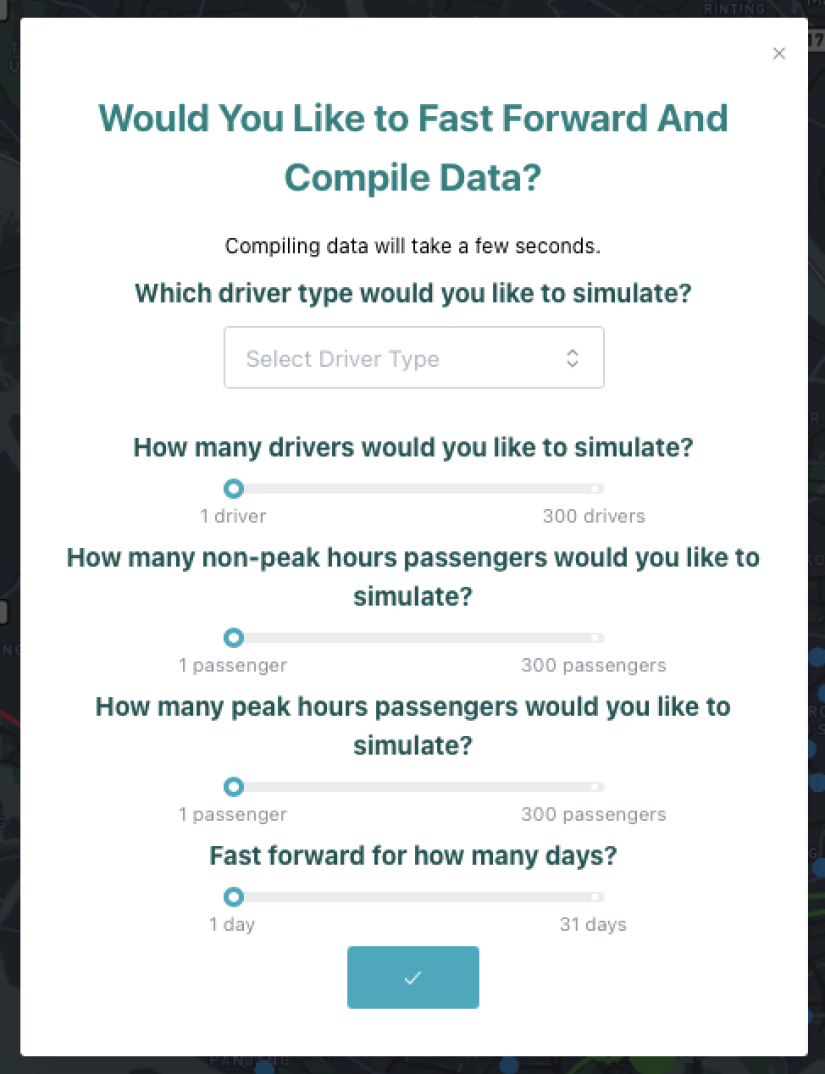 RINTING
17
Would You Like to Fast Forward And
Compile Data?
Compiling data will take a few seconds.
Which driver type would you like to simulate?
Select Driver Type
How many drivers would you like to simulate?
1 driver 300 drivers
How many non-peak hours passengers would you like to
simulate?
1 passenger 300 passengers
How many peak hours passengers would you like to
simulate?
1 passenger 300 passengers
Fast forward for how many days?
1 day 31 days
PANJANG